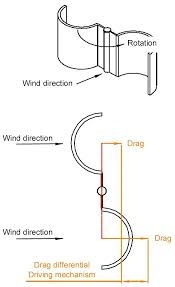 Rotation
Wind direction
Wind direction
Drag
Wind direction
Drag
Drag differential
Driving mechanism